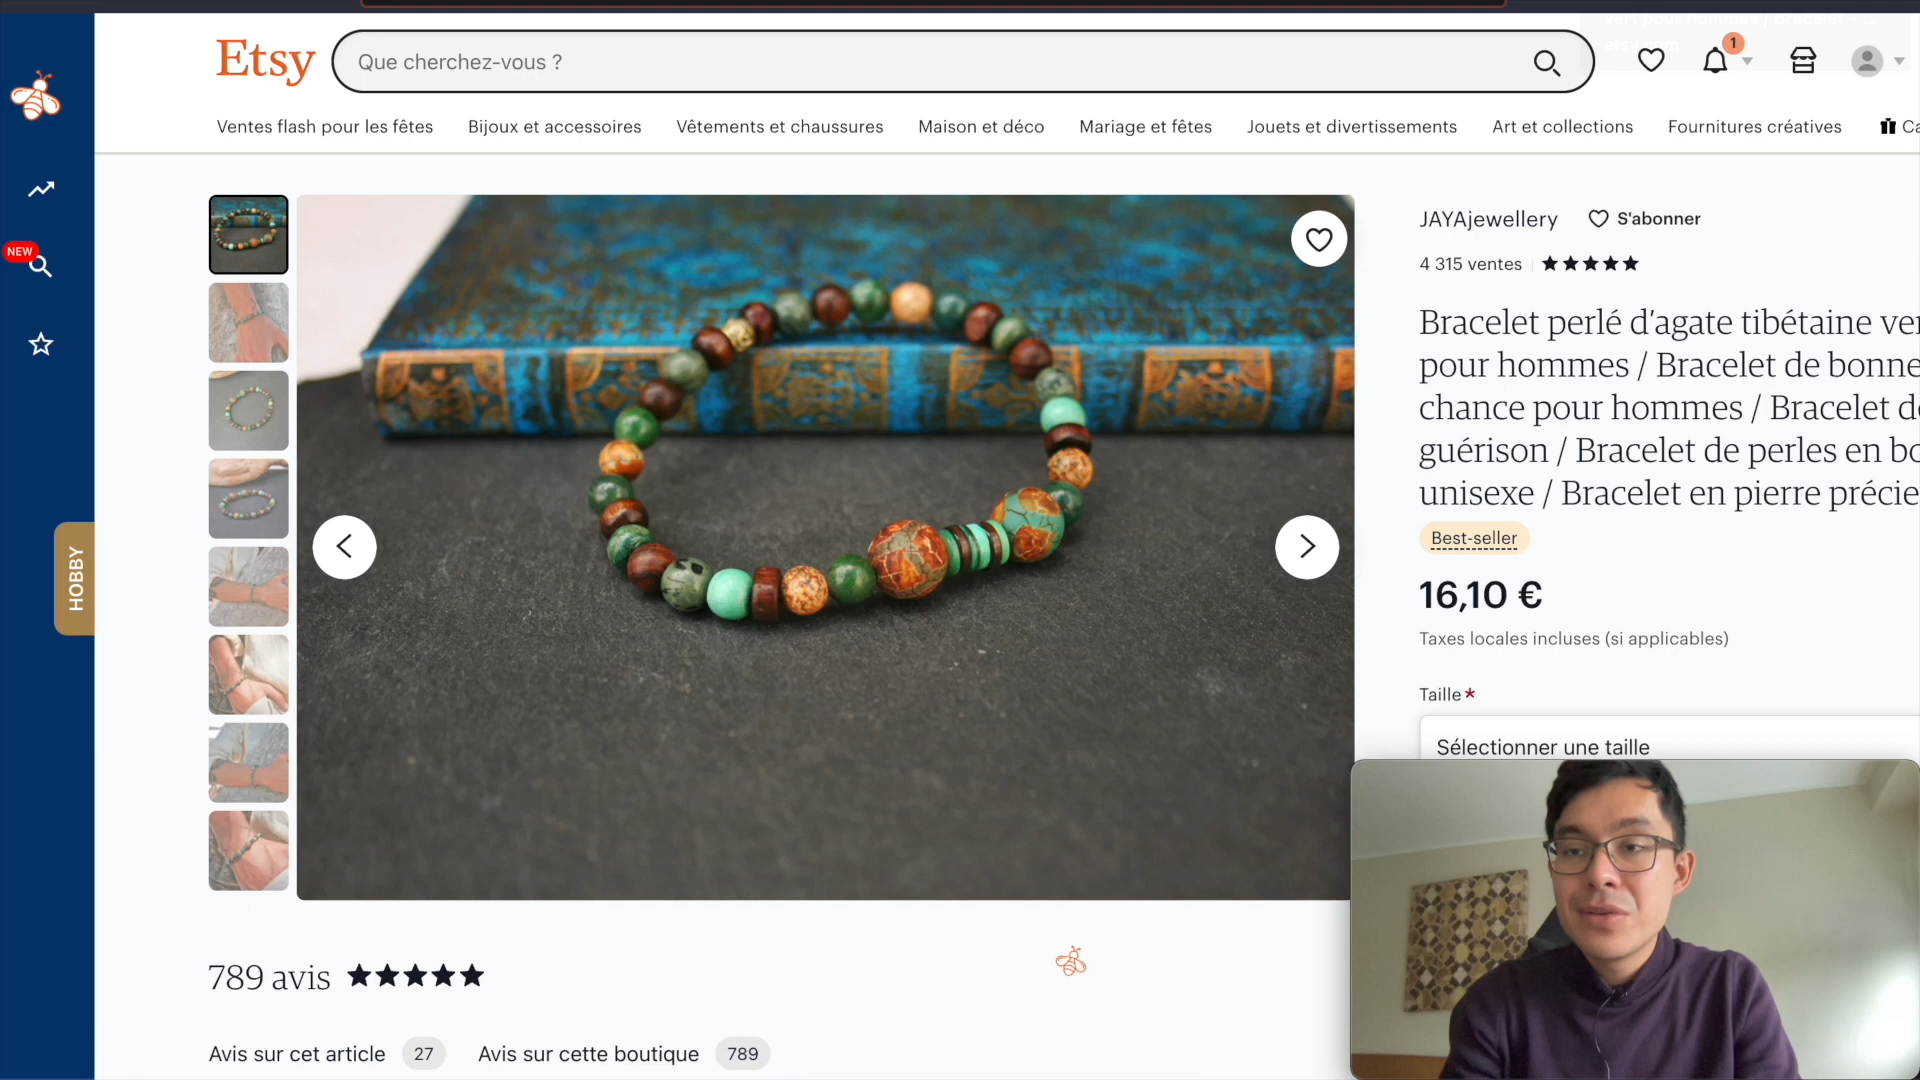 Etsy
Que cherchez-vous ?
1
Ventes flash pour les fêtes
Bijoux et accessoires
Vêtements et chaussures
Maison et déco
Mariage et fêtes
Jouets et divertissements
Art et collections
Fournitures créatives
NEW
HOBBY
JAYAjewellery
S'abonner
4 315 ventes
Bracelet perlé d’agate tibétaine
pour hommes / Bracelet de bonne
chance pour hommes / Bracelet
guérison / Bracelet de perles en
unisexe / Bracelet en pierre
Best-seller
16,10 €
Taxes locales incluses (si applicables)
Taille*
Sélectionner une taille
789 avis
Avis sur cet article 27
Avis sur cette boutique 789